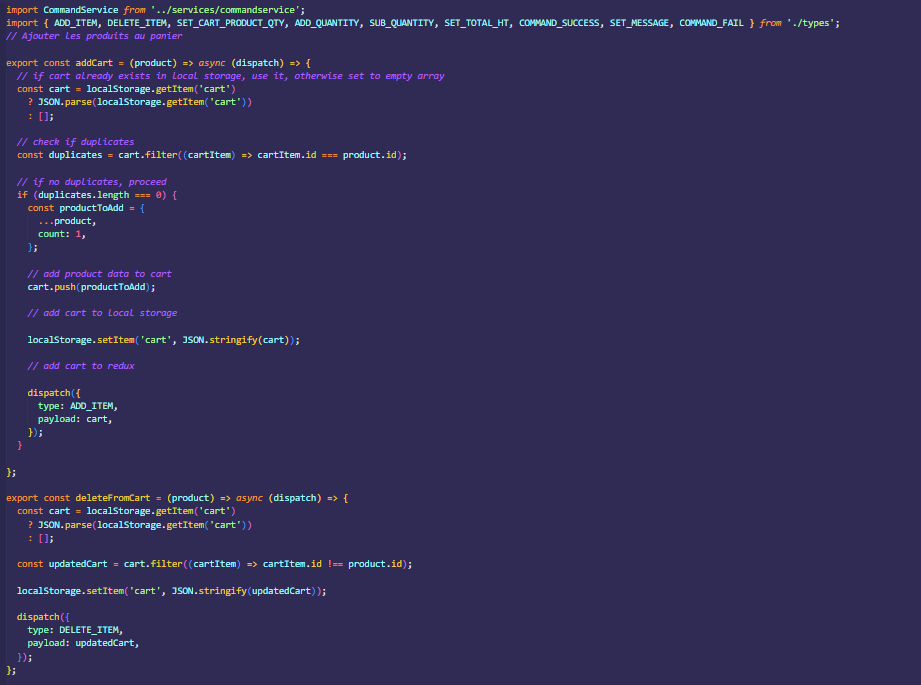 import CommandService from '../services/commandservice';
import { ADD_ITEM, DELETE_ITEM, SET_CART_PRODUCT_QTY, ADD_QUANTITY, SUB_QUANTITY, SET_TOTAL_HT, COMMAND_SUCCESS, SET_MESSAGE, COMMAND_FAIL } from './types';
// Ajouter les produits au panier
export const addCart = (product) => async (dispatch) => {
// if cart already exists in local storage, use it, otherwise set to empty array
const cart = localStorage.getItem('cart')
? JSON.parse(localStorage.getItem('cart'))
: [];
// check if duplicates
const duplicates = cart.filter((cartItem) => cartItem.id === product.id);
// if no duplicates, proceed
if (duplicates.length === 0) {
const productToAdd = {
...product,
count: 1,
};
// add product data to cart
cart.push(productToAdd);
// add cart to local storage
localStorage.setItem('cart', JSON.stringify(cart));
// add cart to redux
dispatch({
type: ADD_ITEM,
payload: cart,
});
}
};
export const deleteFromCart = (product) => async (dispatch) => {
const cart = localStorage.getItem('cart')
? JSON.parse(localStorage.getItem('cart'))
: [];
const updatedCart = cart.filter((cartItem) => cartItem.id !== product.id);
localStorage.setItem('cart', JSON.stringify(updatedCart));
dispatch({
type: DELETE_ITEM,
payload: updatedCart,
});
};